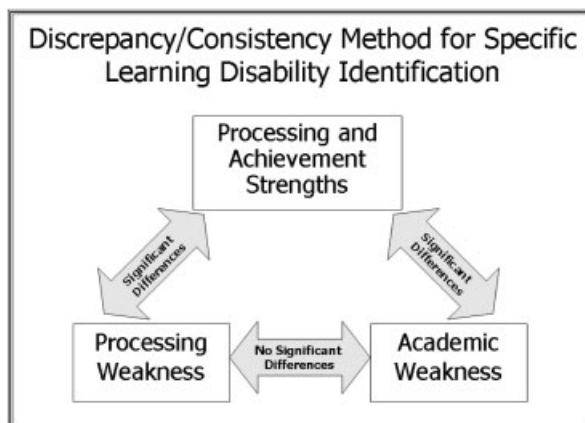 Discrepancy/Consistency Method for Specific
Learning Disability Identification
Processing and
Achievement
Strengths
Significant
Differences
Significant
Differences
Processing
Weakness
No Significant
Differences
Academic
Weakness